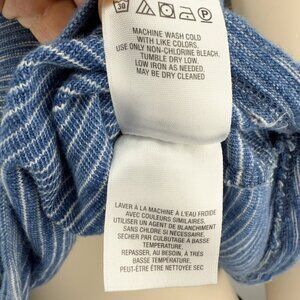 30
P
MACHINE WASH COLD
WITH LIKE COLORS.
USE ONLY NON-CHLORINE BLEACH.
TUMBLE DRY LOW.
LOW IRON AS NEEDED.
MAY BE DRY CLEANED
LAVER À LA MACHINE À L'EAU FROIDE
AVEC COULEURS SIMILAIRES,
UTILISER UN AGENT DE BLANCHIMENT
SANS CHLORE SI NÉCESSAIRE.
SÉCHER PAR CULBUTAGE À BASSE
TEMPÉRATURE.
REPASSER, AU BESOIN, À TRÈS
BASSE TEMPÉRATURE.
PEUT-ÊTRE ÊTRE NETTOYÉE SEC